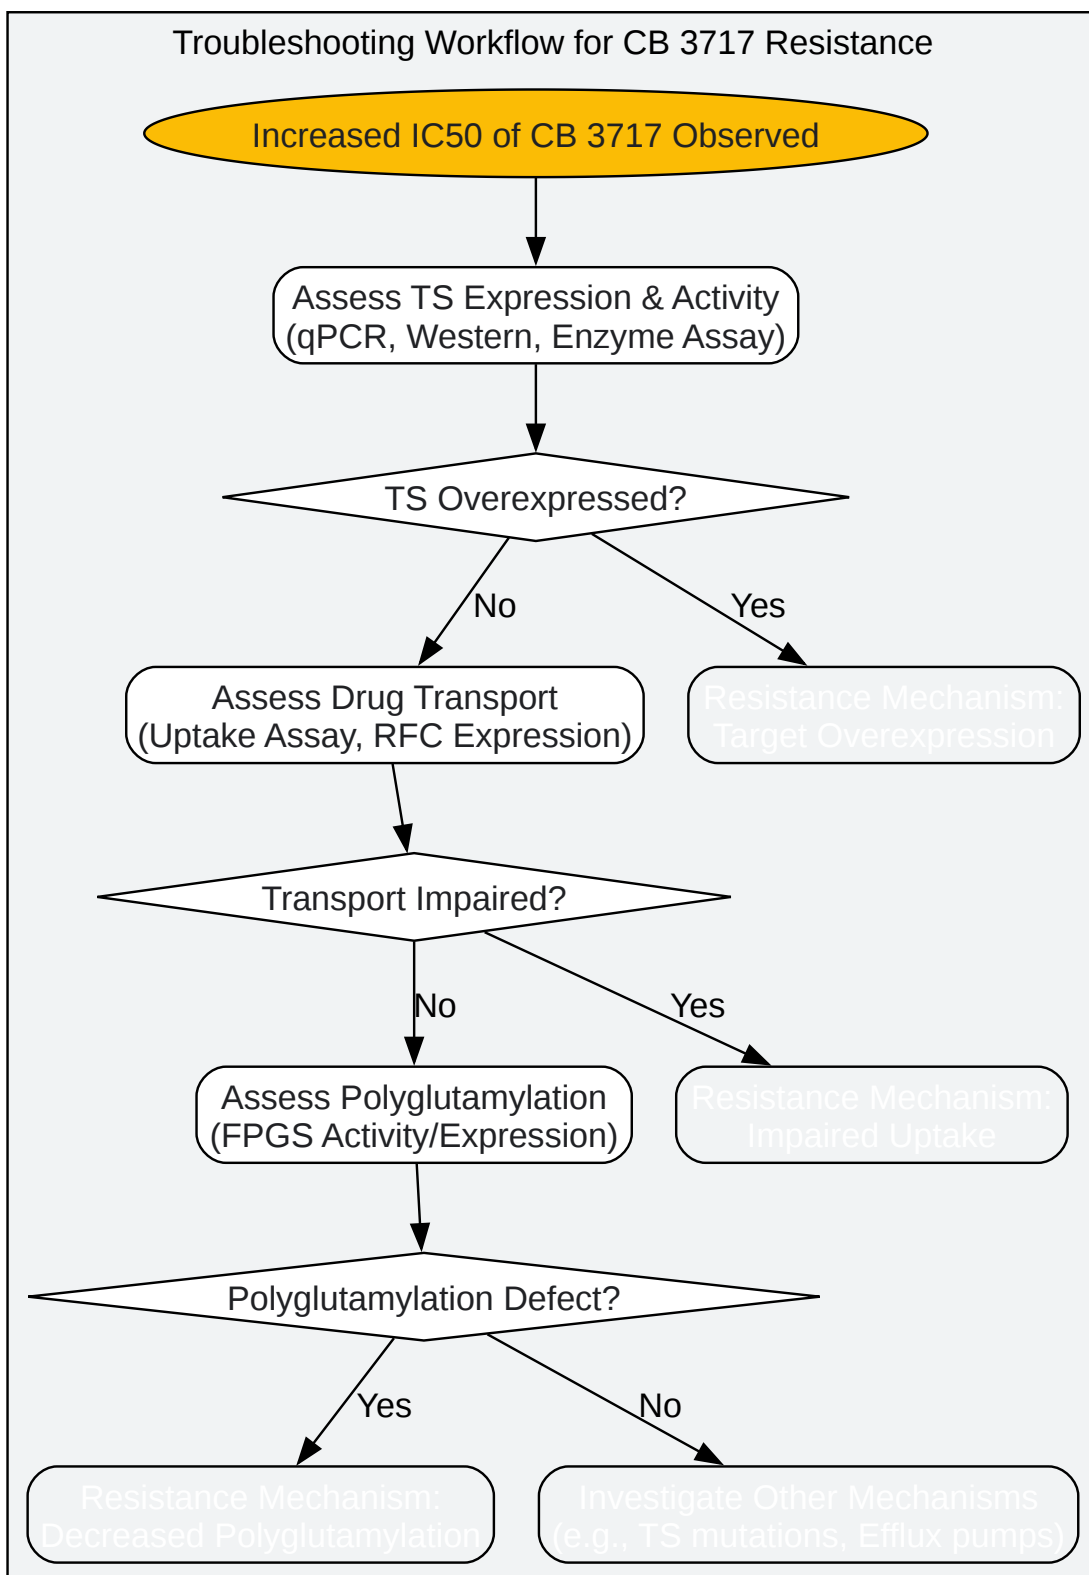 Troubleshooting Workflow for CB 3717 Resistance
Increased IC50 of CB 3717 Observed
Assess TS Expression & Activity
(qPCR, Western, Enzyme Assay)
TS Overexpressed?
No
Yes
Assess Drug Transport
(Uptake Assay, RFC Expression)
Resistance Mechanism:
Target Overexpression
Transport Impaired?
No
Yes
Assess Polyglutamylation
(FPGS Activity/Expression)
Resistance Mechanism:
Impaired Uptake
Polyglutamylation Defect?
Yes
No
Resistance Mechanism:
Decreased Polyglutamylation
Investigate Other Mechanisms
(e.g., TS mutations, Efflux pumps)